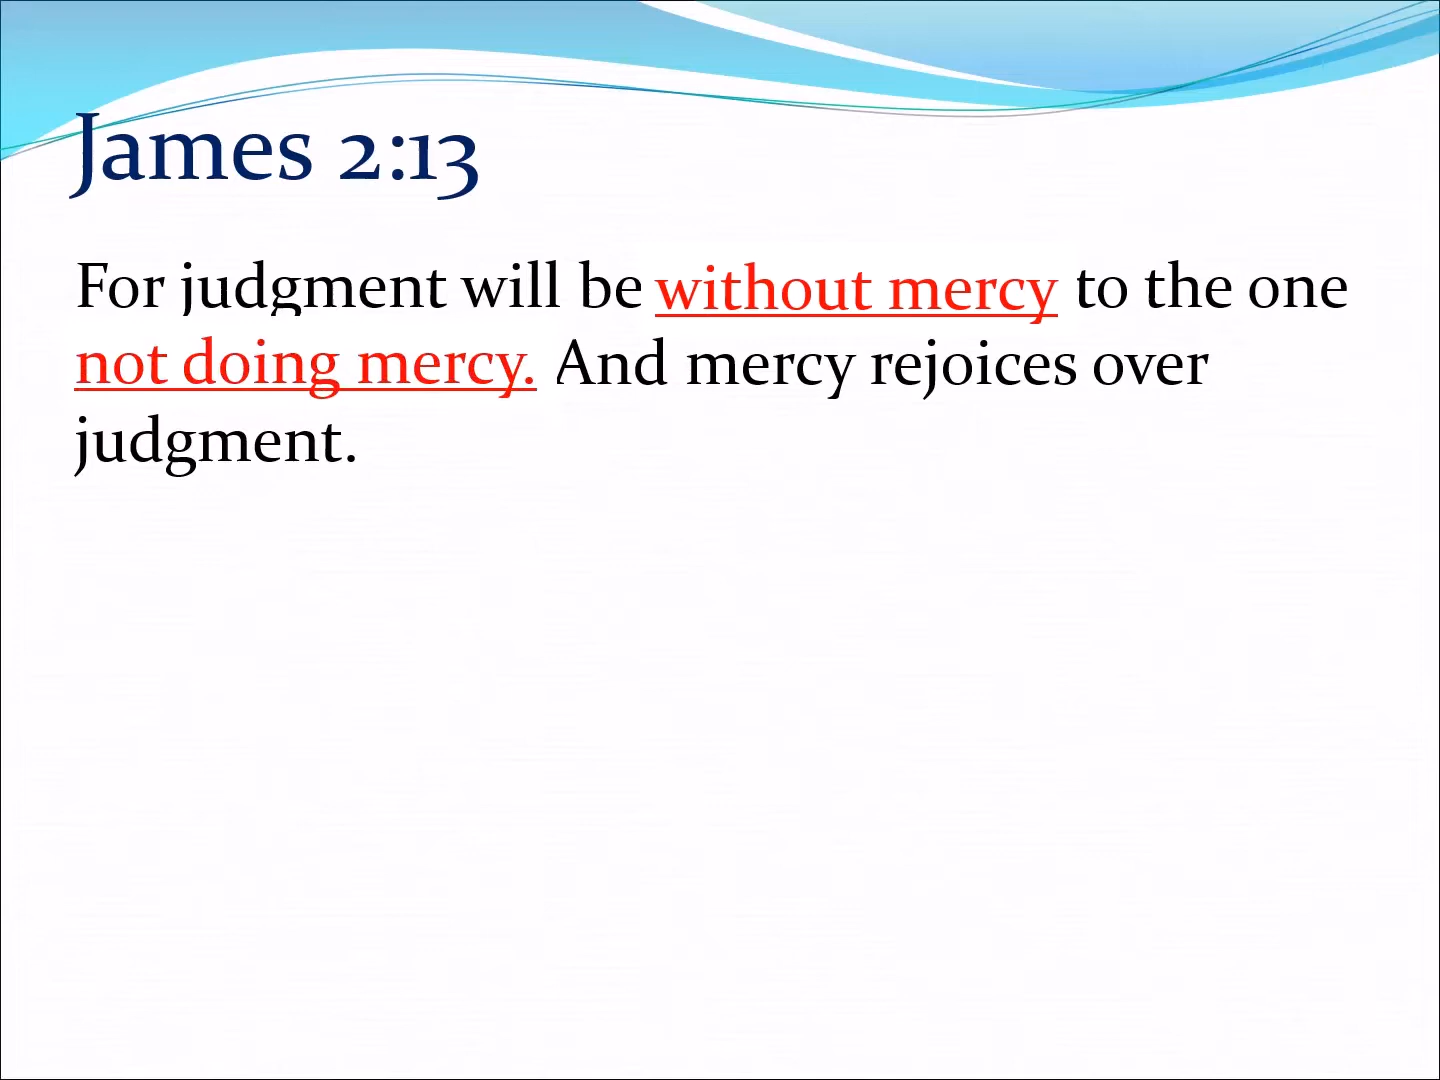 James 2:13
For judgment will be without mercy to the one
not doing mercy. And mercy rejoices over
judgment.